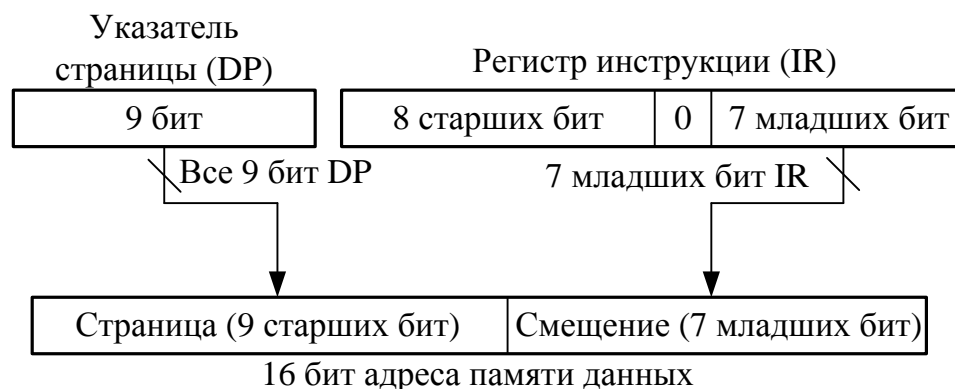 Указатель
страницы (DP)
Регистр инструкции (IR)
9 бит
8 старших бит
0
7 младших бит
Все 9 бит DP
7 младших бит IR
Страница (9 старших бит)
Смещение (7 младших бит)
16 бит адреса памяти данных